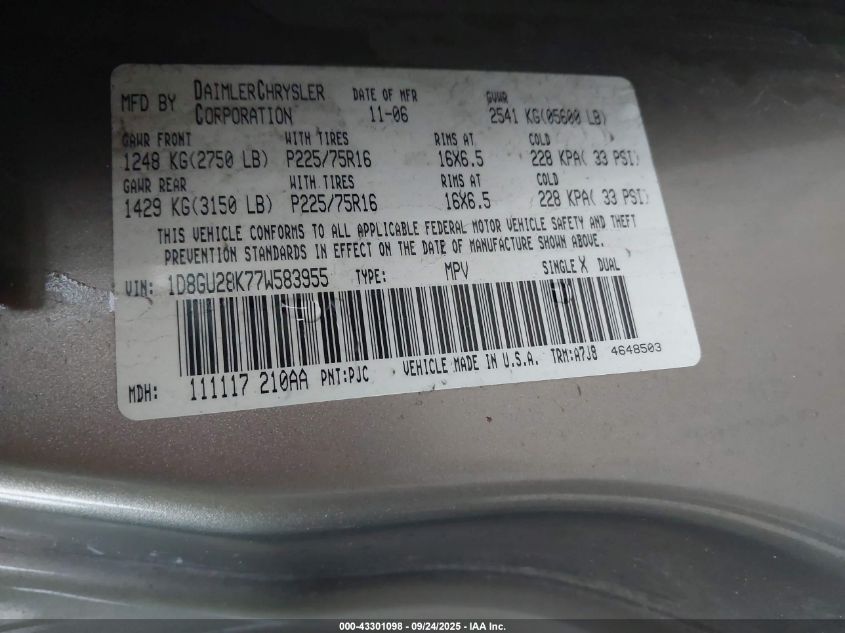 MFD BY DAIMLERCHRYSLER CORPORATION DATE OF MFR 11-06 GVWR 2541 KG(05600 LB)
GAWR FRONT WITH TIRES RIMS AT COLD
1248 KG(2750 LB) P225/75R16 16X6.5 228 KPA( 33 PSI)
GAWR REAR WITH TIRES RIMS AT COLD
1429 KG(3150 LB) P225/75R16 16X6.5 228 KPA( 33 PSI)
THIS VEHICLE CONFORMS TO ALL APPLICABLE FEDERAL MOTOR VEHICLE SAFETY AND THEFT
PREVENTION STANDARDS IN EFFECT ON THE DATE OF MANUFACTURE SHOWN ABOVE.
VIN: 1D8GU28K77W583955 TYPE: MPV SINGLE X DUAL
MDH: 111117 210AA PNT:PJC VEHICLE MADE IN U.S.A. TRM:A7J8 4648503
000-43301098 - 09/24/2025 - IAA Inc.